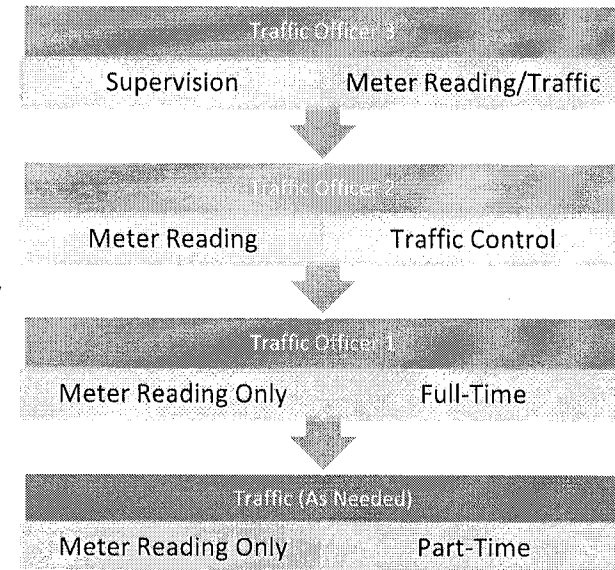 Traffic Officer 3
Supervision Meter Reading/Traffic
Traffic Officer 2
Meter Reading Traffic Control
Traffic Officer 1
Meter Reading Only Full-Time
Traffic (As Needed)
Meter Reading Only Part-Time